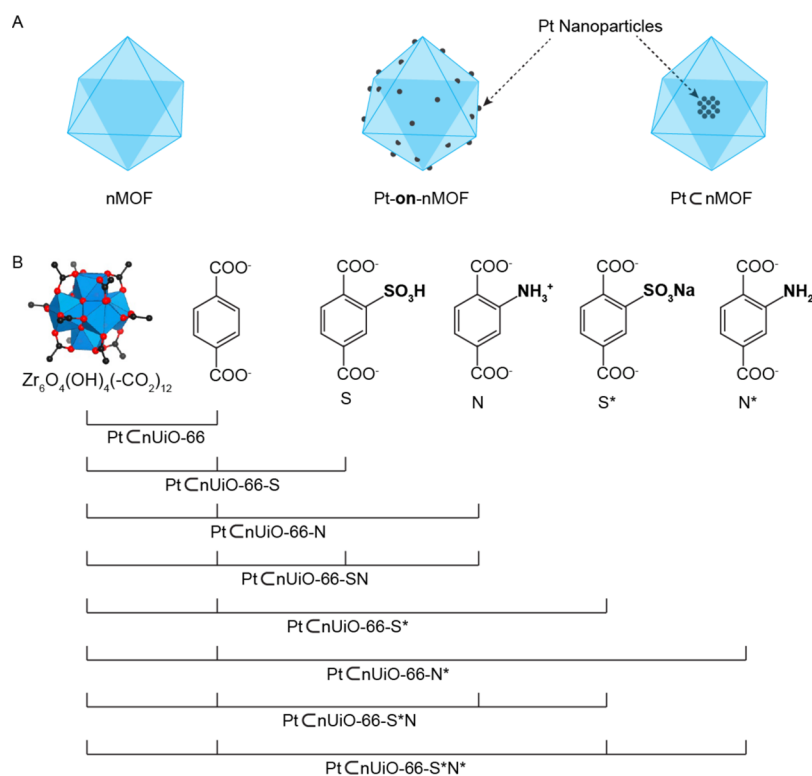 A
Pt Nanoparticles
nMOF
Pt-on-nMOF
Pt⊂nMOF
B
COO⁻ COO⁻ COO⁻ COO⁻ COO⁻
SO₃H NH₃⁺ SO₃Na NH₂
COO⁻ COO⁻ COO⁻ COO⁻ COO⁻
Zr₆O₄(OH)₄(-CO₂)₁₂
S N S* N*
Pt⊂nUiO-66
Pt⊂nUiO-66-S
Pt⊂nUiO-66-N
Pt⊂nUiO-66-SN
Pt⊂nUiO-66-S*
Pt⊂nUiO-66-N*
Pt⊂nUiO-66-S*N
Pt⊂nUiO-66-S*N*